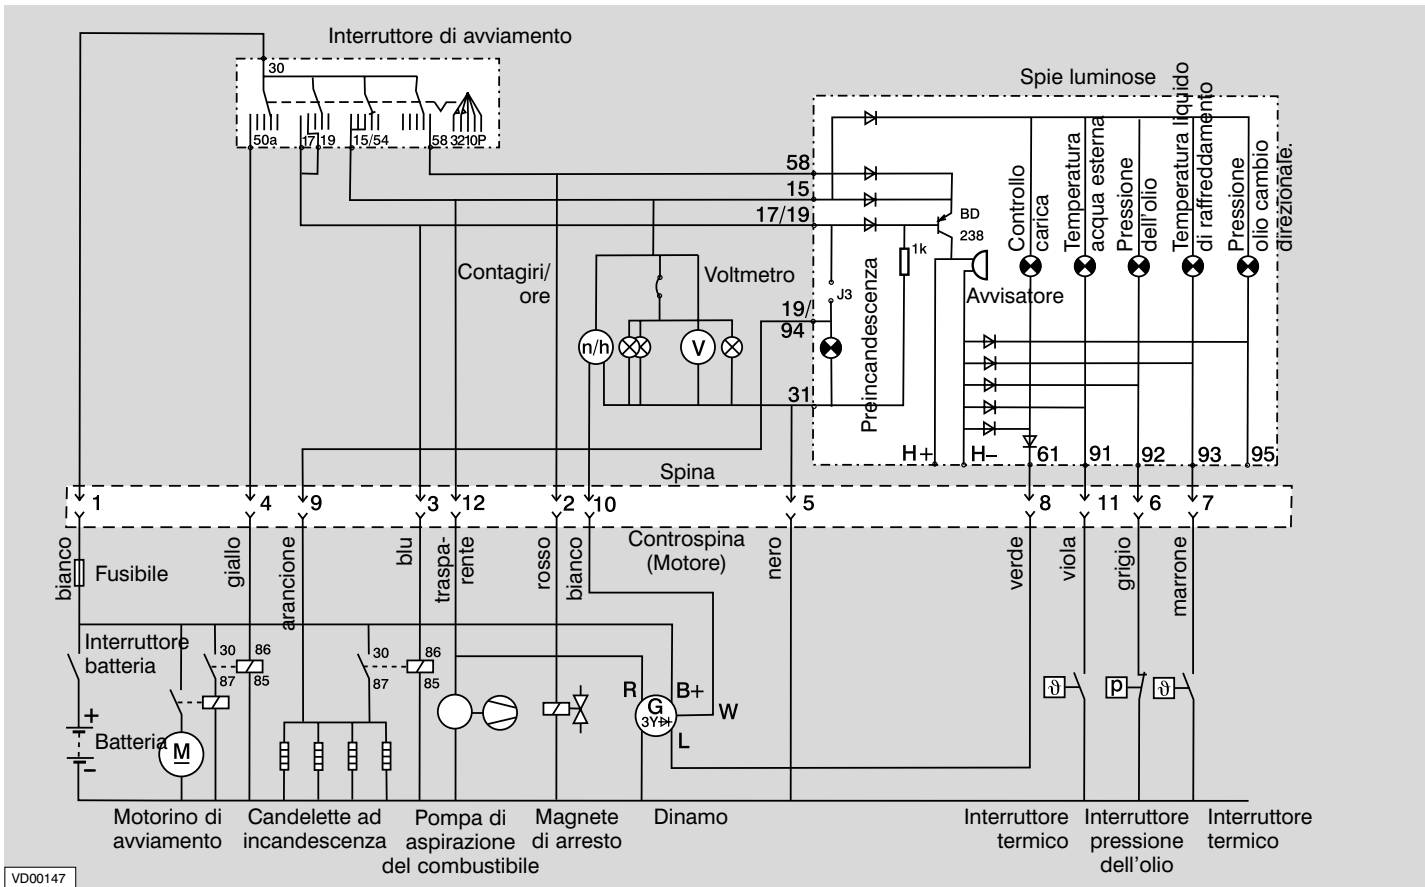 Interruttore di avviamento
30
50a
17 19
15/54
58 3210P
Spie luminose
58
15
17/19
19/
94
31
BD
238
1k
J3
Preincandescenza
Avvisatore
Controllo
carica
Temperatura
acqua esterna
Pressione
dell'olio
Temperatura liquido
di raffreddamento
Pressione
olio cambio
direzionale.
H+
H–
61
91
92
93
95
Contagiri/
ore
Voltmetro
n/h
V
Spina
1
4
9
3
12
2
10
5
8
11
6
7
Controspina
(Motore)
bianco
giallo
arancione
blu
traspa-
rente
rosso
bianco
nero
verde
viola
grigio
marrone
Fusibile
Interruttore
batteria
30
87
86
85
30
87
86
85
+
Batteria
–
M
R
B+
G
3Y
W
L
ϑ
p
ϑ
Motorino di
avviamento
Candelette ad
incandescenza
Pompa di
aspirazione
del combustibile
Magnete
di arresto
Dinamo
Interruttore
termico
Interruttore
pressione
dell'olio
Interruttore
termico
VD00147